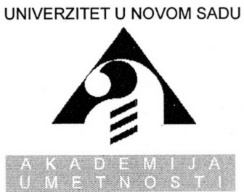 UNIVERZITET U NOVOM SADU
AKADEMIJA
UMETNOSTI